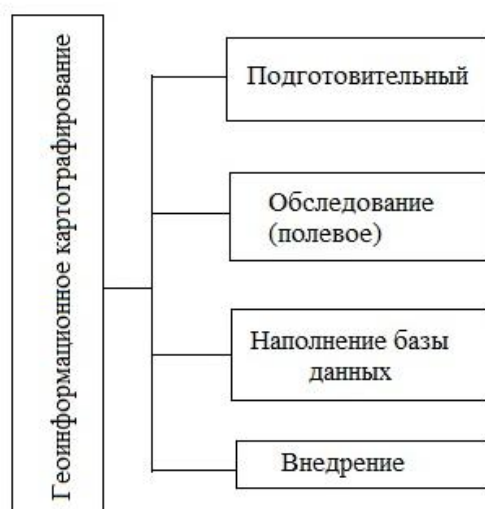 Геоинформационное картографирование
Подготовительный
Обследование
(полевое)
Наполнение базы
данных
Внедрение